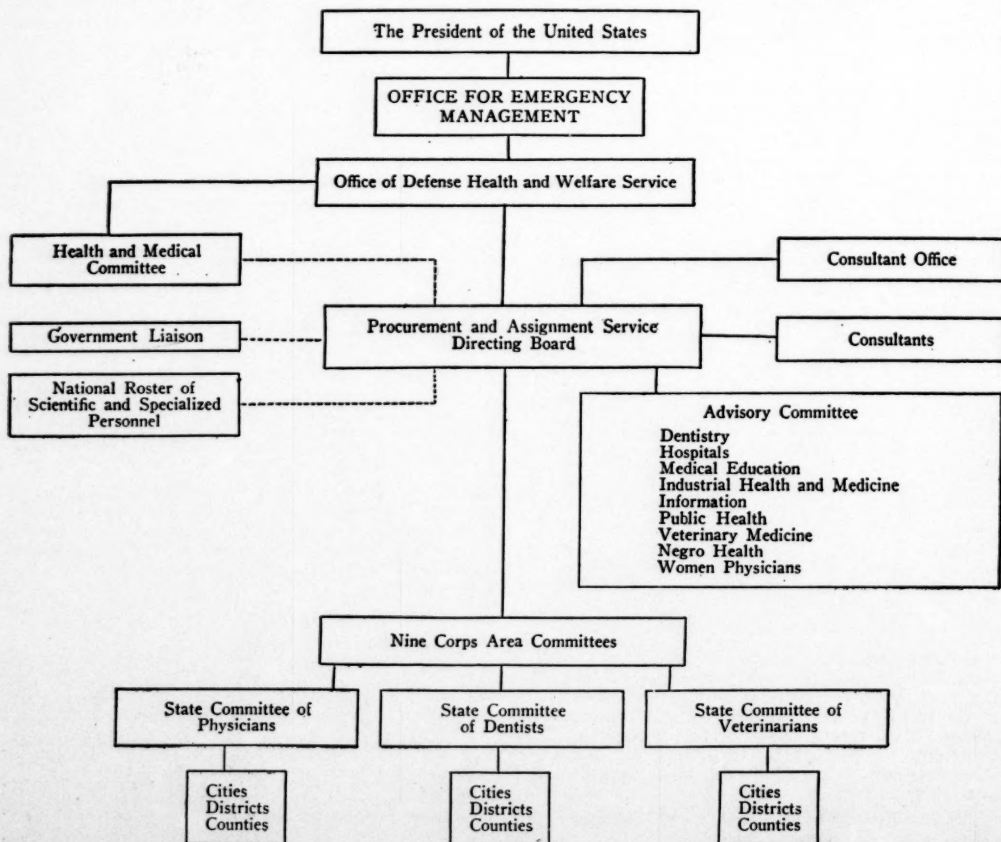 The President of the United States
OFFICE FOR EMERGENCY
MANAGEMENT
Office of Defense Health and Welfare Service
Health and Medical
Committee
Consultant Office
Government Liaison
Procurement and Assignment Service
Directing Board
Consultants
National Roster of
Scientific and Specialized
Personnel
Advisory Committee
Dentistry
Hospitals
Medical Education
Industrial Health and Medicine
Information
Public Health
Veterinary Medicine
Negro Health
Women Physicians
Nine Corps Area Committees
State Committee of
Physicians
State Committee
of Dentists
State Committee of
Veterinarians
Cities
Districts
Counties
Cities
Districts
Counties
Cities
Districts
Counties